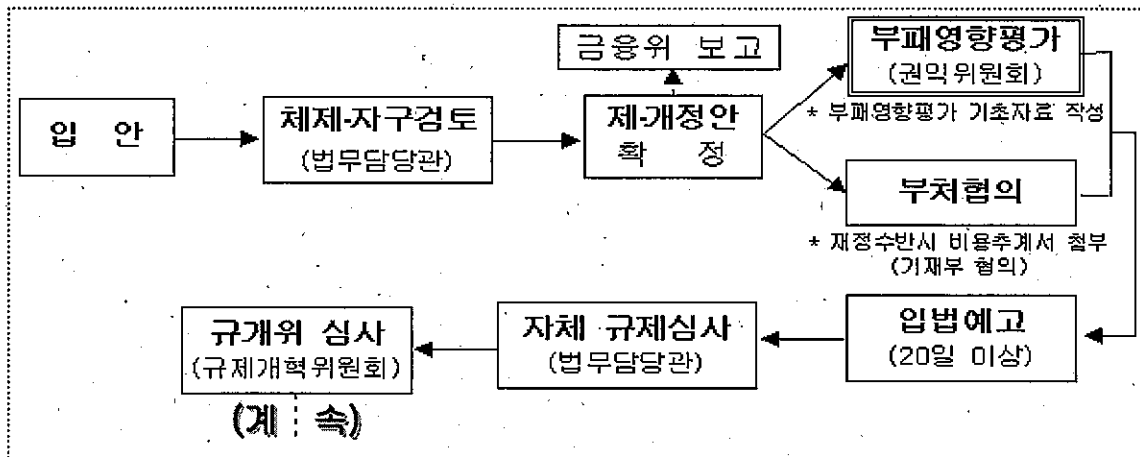 금융위 보고
부패영향평가
(권익위원회)
* 부패영향평가 기초자료 작성
입 안
체제·자구검토
(법무담당관)
제·개정안
확 정
부처협의
* 재정수반시 비용추계서 첨부
(기재부 협의)
입법예고
(20일 이상)
자체 규제심사
(법무담당관)
규개위 심사
(규제개혁위원회)
(계 속)